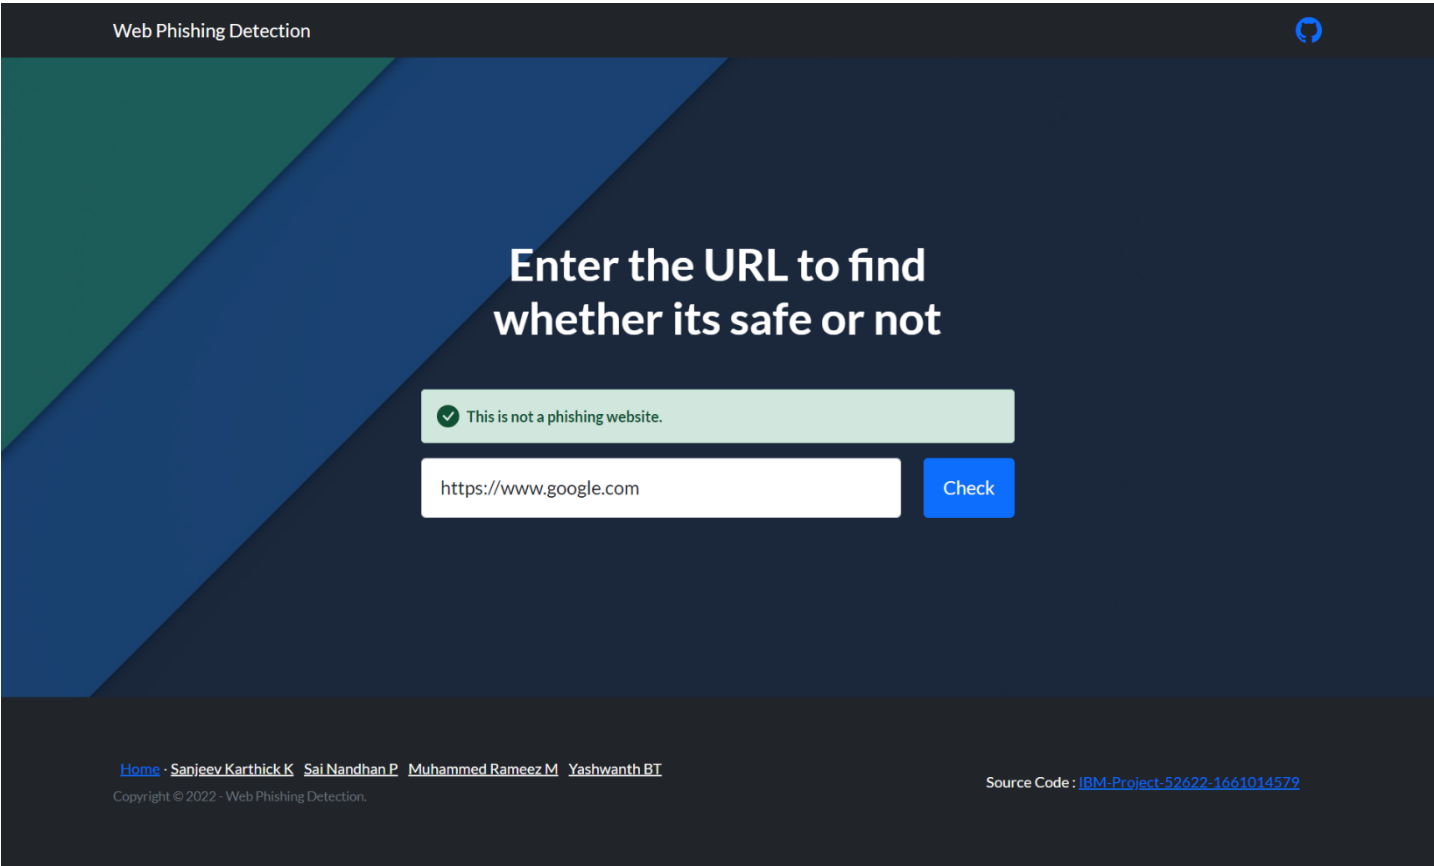 Web Phishing Detection
Enter the URL to find
whether its safe or not
This is not a phishing website.
https://www.google.com
Check
Home · Sanjeev Karthick K Sai Nandhan P Muhammed Rameez M Yashwanth BT
Copyright © 2022 - Web Phishing Detection.
Source Code : IBM-Project-52622-1661014579